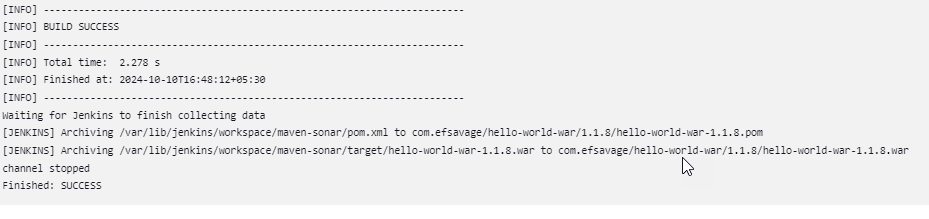 [INFO] ------------------------------------------------------------------------
[INFO] BUILD SUCCESS
[INFO] ------------------------------------------------------------------------
[INFO] Total time:  2.278 s
[INFO] Finished at: 2024-10-10T16:48:12+05:30
[INFO] ------------------------------------------------------------------------
Waiting for Jenkins to finish collecting data
[JENKINS] Archiving /var/lib/jenkins/workspace/maven-sonar/pom.xml to com.efsavage/hello-world-war/1.1.8/hello-world-war-1.1.8.pom
[JENKINS] Archiving /var/lib/jenkins/workspace/maven-sonar/target/hello-world-war-1.1.8.war to com.efsavage/hello-world-war/1.1.8/hello-world-war-1.1.8.war
channel stopped
Finished: SUCCESS